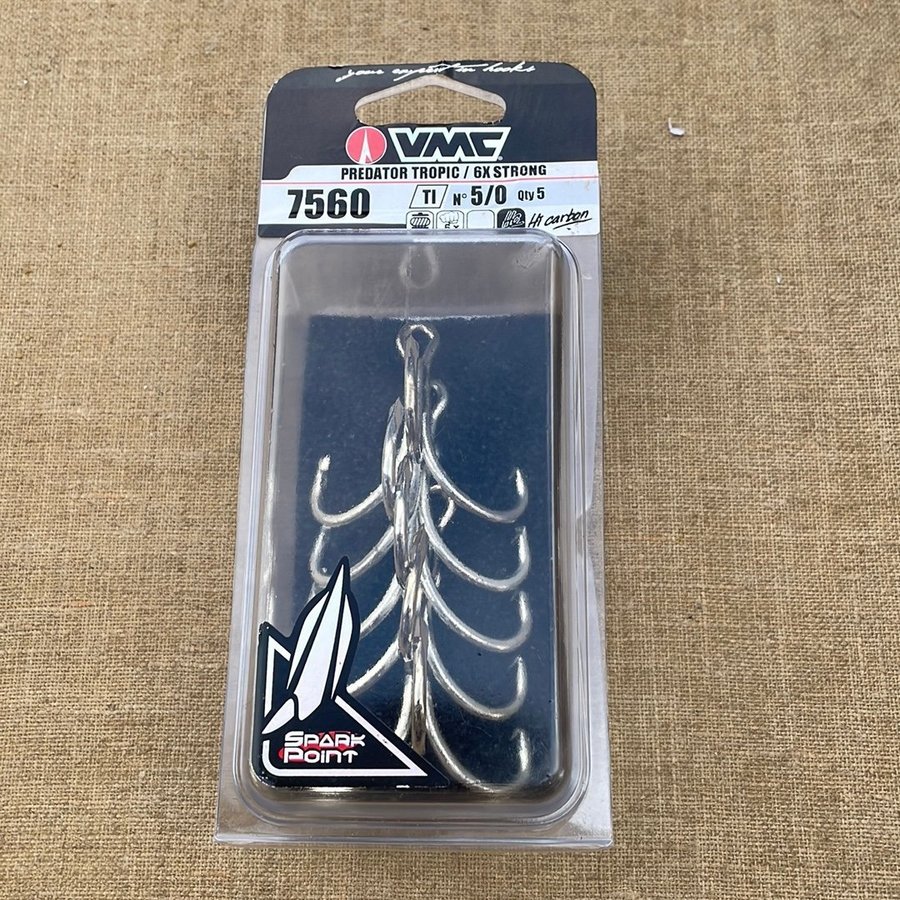 your expert in hooks
VMC®
PREDATOR TROPIC / 6X STRONG
7560 TI N° 5/0 Qty 5
Hi carbon
SPARK
POINT